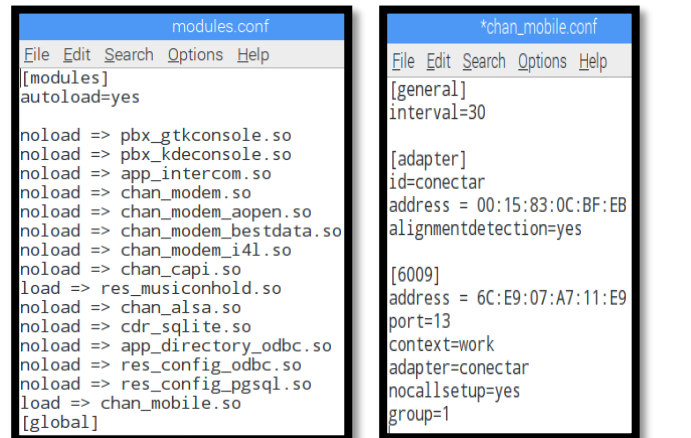 modules.conf
File Edit Search Options Help
[modules]
autoload=yes
noload => pbx_gtkconsole.so
noload => pbx_kdeconsole.so
noload => app_intercom.so
noload => chan_modem.so
noload => chan_modem_aopen.so
noload => chan_modem_bestdata.so
noload => chan_modem_i4l.so
noload => chan_capi.so
load => res_musiconhold.so
noload => chan_alsa.so
noload => cdr_sqlite.so
noload => app_directory_odbc.so
noload => res_config_odbc.so
noload => res_config_pgsql.so
load => chan_mobile.so
[global]
*chan_mobile.conf
File Edit Search Options Help
[general]
interval=30
[adapter]
id=conectar
address = 00:15:83:0C:BF:EB
alignmentdetection=yes
[6009]
address = 6C:E9:07:A7:11:E9
port=13
context=work
adapter=conectar
nocallsetup=yes
group=1